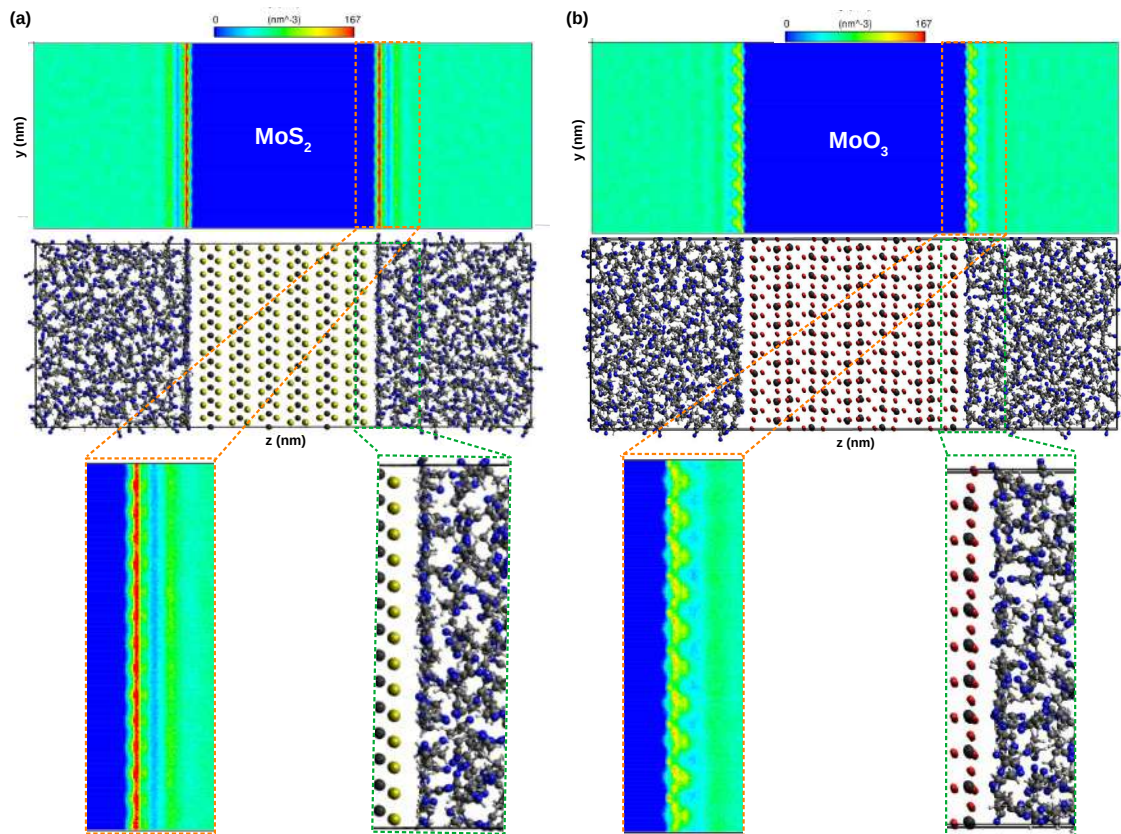 (a)
0 (nm^-3) 167
y (nm)
MoS₂
z (nm)
(b)
0 (nm^-3) 167
y (nm)
MoO₃
z (nm)